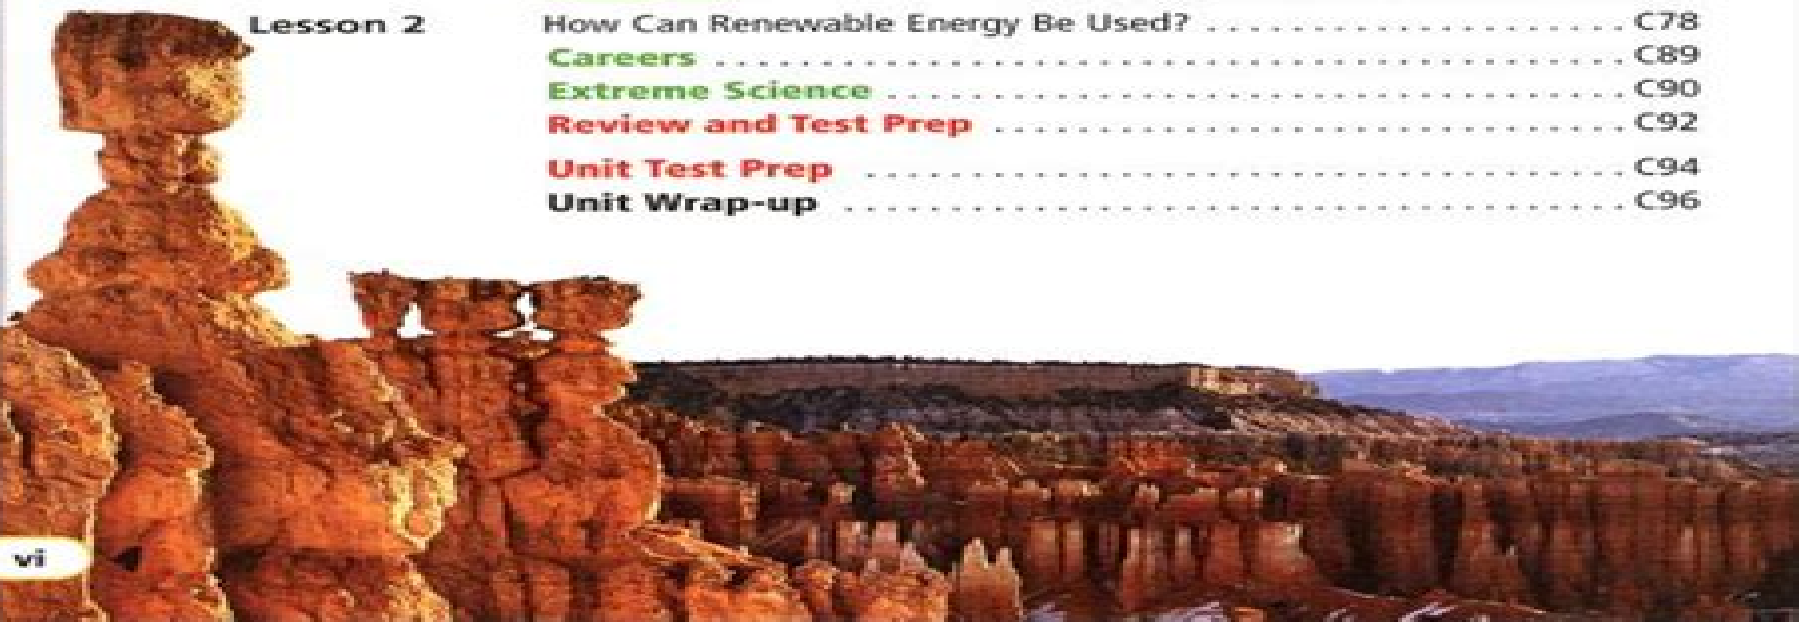 Lesson 2 How Can Renewable Energy Be Used? . . . . . . . . . . . . . . . . . . . . C78
Careers . . . . . . . . . . . . . . . . . . . . . . . . . . . . . . . . . . . . . . . . . . . C89
Extreme Science . . . . . . . . . . . . . . . . . . . . . . . . . . . . . . . . . . . C90
Review and Test Prep . . . . . . . . . . . . . . . . . . . . . . . . . . . . . . C92
Unit Test Prep . . . . . . . . . . . . . . . . . . . . . . . . . . . . . . . . . . . . C94
Unit Wrap-up . . . . . . . . . . . . . . . . . . . . . . . . . . . . . . . . . . . . . C96
vi